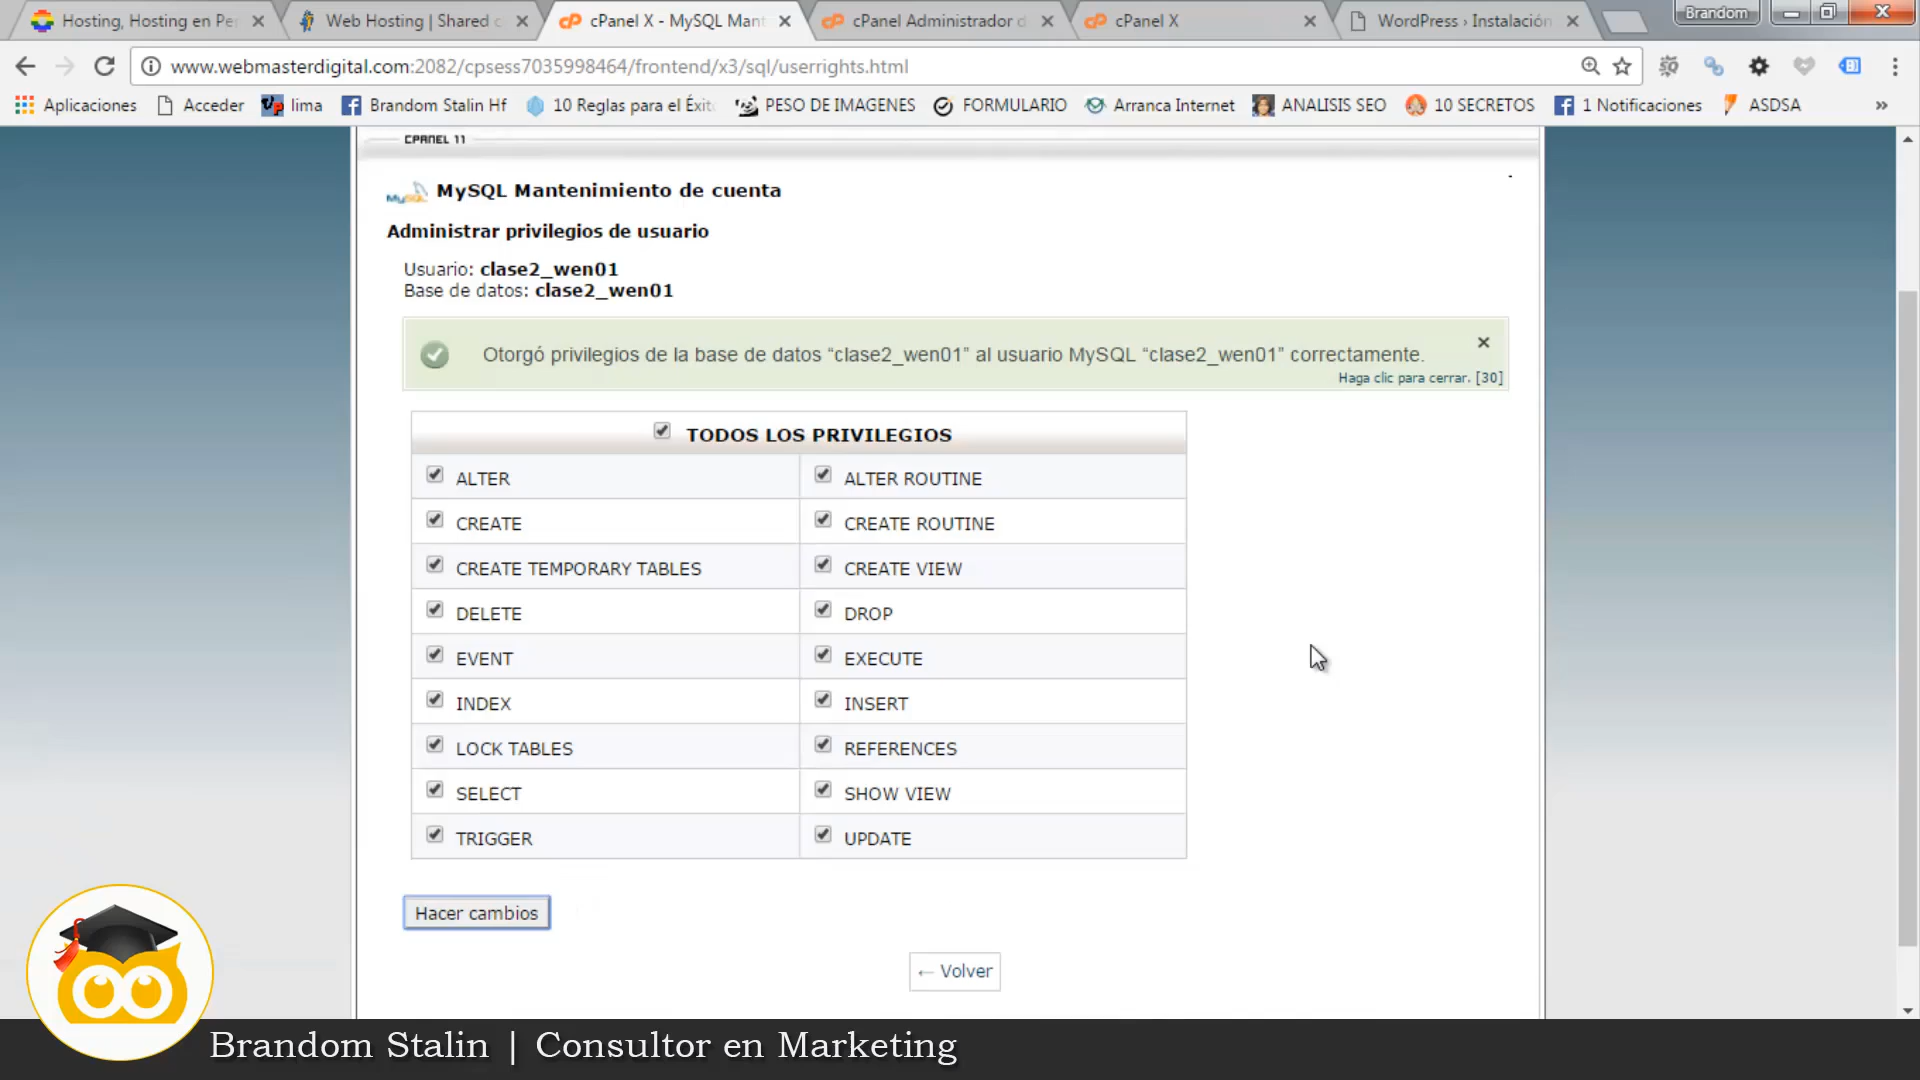 Hosting, Hosting en Per
Web Hosting | Shared c
cPanel X - MySQL Mant
cPanel Administrador d
cPanel X
WordPress › Instalación
Brandom
www.webmasterdigital.com:2082/cpsess7035998464/frontend/x3/sql/userrights.html
Aplicaciones
Acceder
lima
Brandom Stalin Hf
10 Reglas para el Éxit
PESO DE IMAGENES
FORMULARIO
Arranca Internet
ANALISIS SEO
10 SECRETOS
1 Notificaciones
ASDSA
»
CPANEL 11
MySQL Mantenimiento de cuenta
Administrar privilegios de usuario
Usuario: clase2_wen01
Base de datos: clase2_wen01
Otorgó privilegios de la base de datos “clase2_wen01” al usuario MySQL “clase2_wen01” correctamente.
Haga clic para cerrar. [30]
TODOS LOS PRIVILEGIOS
ALTER
ALTER ROUTINE
CREATE
CREATE ROUTINE
CREATE TEMPORARY TABLES
CREATE VIEW
DELETE
DROP
EVENT
EXECUTE
INDEX
INSERT
LOCK TABLES
REFERENCES
SELECT
SHOW VIEW
TRIGGER
UPDATE
Hacer cambios
← Volver
Brandom Stalin | Consultor en Marketing